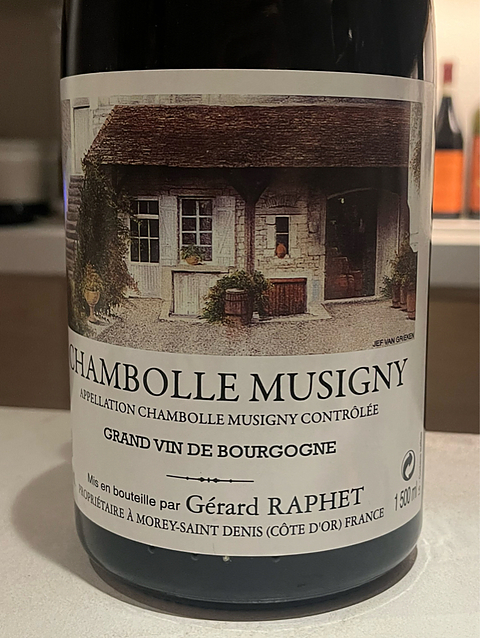 JEF VAN GRIEKEN
CHAMBOLLE MUSIGNY
APPELLATION CHAMBOLLE MUSIGNY CONTRÔLÉE
GRAND VIN DE BOURGOGNE
Mis en bouteille par Gérard RAPHET
PROPRIÉTAIRE À MOREY-SAINT DENIS (CÔTE D'OR) FRANCE
1 500 ml